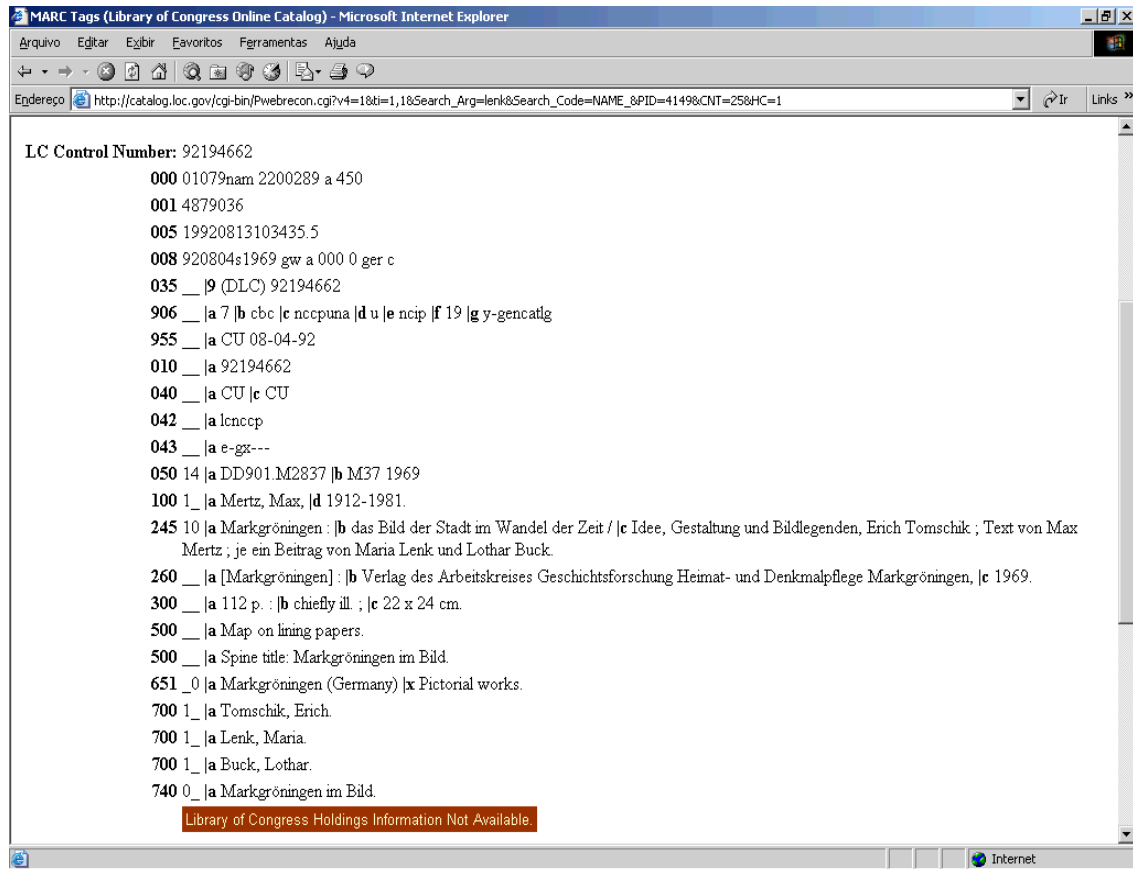 MARC Tags (Library of Congress Online Catalog) - Microsoft Internet Explorer
Arquivo Editar Exibir Favoritos Ferramentas Ajuda
Endereço http://catalog.loc.gov/cgi-bin/Pwebrecon.cgi?v4=1&ti=1,1&Search_Arg=lenk&Search_Code=NAME_&PID=4149&CNT=25&HC=1 Ir Links »
LC Control Number: 92194662
000 01079nam 2200289 a 450
001 4879036
005 19920813103435.5
008 920804s1969 gw a 000 0 ger c
035 __ |9 (DLC) 92194662
906 __ |a 7 |b cbc |c nccpuna |d u |e ncip |f 19 |g y-gencatlg
955 __ |a CU 08-04-92
010 __ |a 92194662
040 __ |a CU |c CU
042 __ |a lcnccp
043 __ |a e-gx---
050 14 |a DD901.M2837 |b M37 1969
100 1_ |a Mertz, Max, |d 1912-1981.
245 10 |a Markgröningen : |b das Bild der Stadt im Wandel der Zeit / |c Idee, Gestaltung und Bildlegenden, Erich Tomschik ; Text von Max
Mertz ; je ein Beitrag von Maria Lenk und Lothar Buck.
260 __ |a [Markgröningen] : |b Verlag des Arbeitskreises Geschichtsforschung Heimat- und Denkmalpflege Markgröningen, |c 1969.
300 __ |a 112 p. : |b chiefly ill. ; |c 22 x 24 cm.
500 __ |a Map on lining papers.
500 __ |a Spine title: Markgröningen im Bild.
651 _0 |a Markgröningen (Germany) |x Pictorial works.
700 1_ |a Tomschik, Erich.
700 1_ |a Lenk, Maria.
700 1_ |a Buck, Lothar.
740 0_ |a Markgröningen im Bild.
Library of Congress Holdings Information Not Available.
Internet